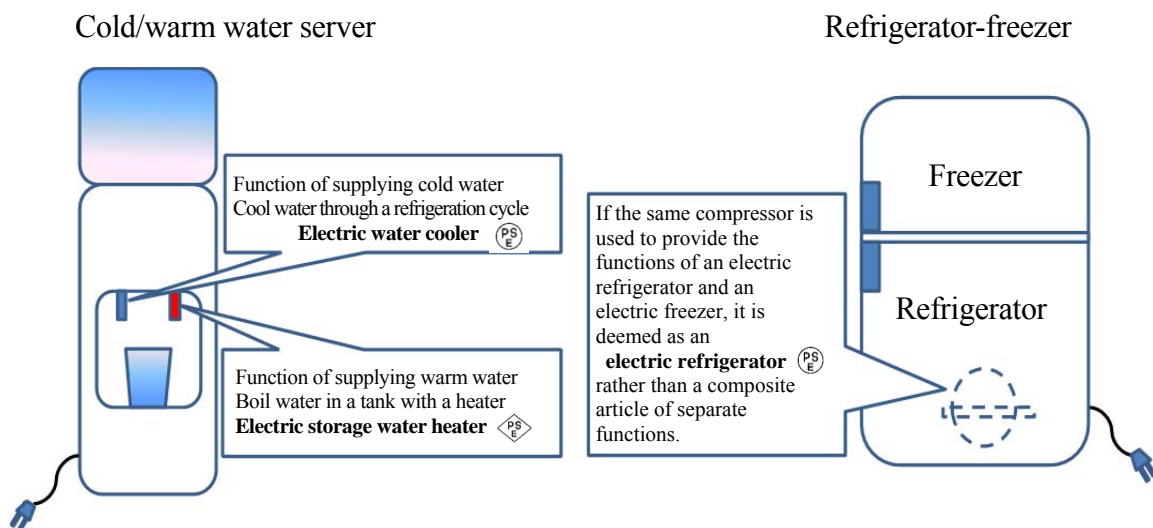 Cold/warm water server
Refrigerator-freezer
Function of supplying cold water
Cool water through a refrigeration cycle
Electric water cooler PS E
Function of supplying warm water
Boil water in a tank with a heater
Electric storage water heater PS E
If the same compressor is
used to provide the
functions of an electric
refrigerator and an
electric freezer, it is
deemed as an
electric refrigerator PS E
rather than a composite
article of separate
functions.
Freezer
Refrigerator